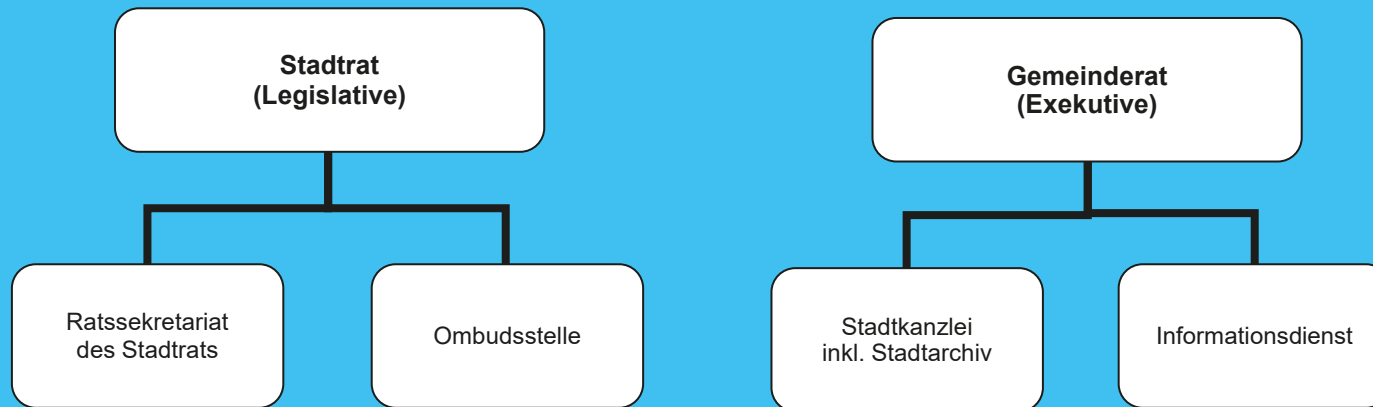 Stadtrat
(Legislative)
Gemeinderat
(Exekutive)
Ratssekretariat
des Stadtrats
Ombudsstelle
Stadtkanzlei
inkl. Stadtarchiv
Informationsdienst